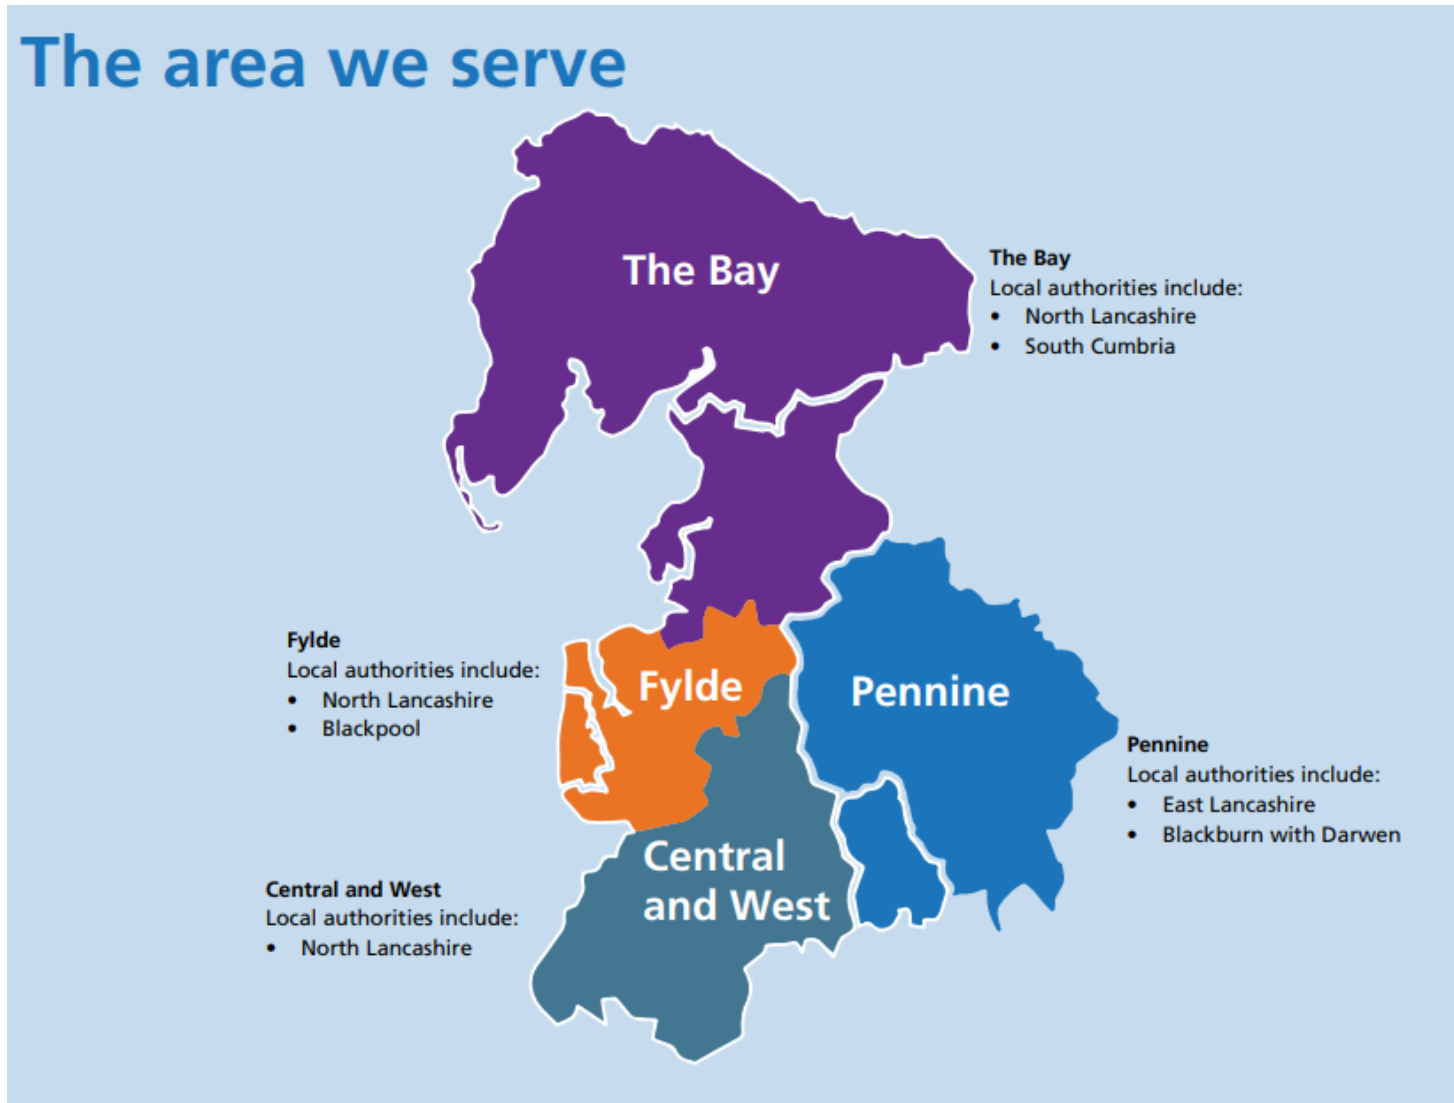 The area we serve
The Bay
The Bay
Local authorities include:
• North Lancashire
• South Cumbria
Fylde
Local authorities include:
• North Lancashire
• Blackpool
Fylde
Pennine
Pennine
Local authorities include:
• East Lancashire
• Blackburn with Darwen
Central
and West
Central and West
Local authorities include:
• North Lancashire